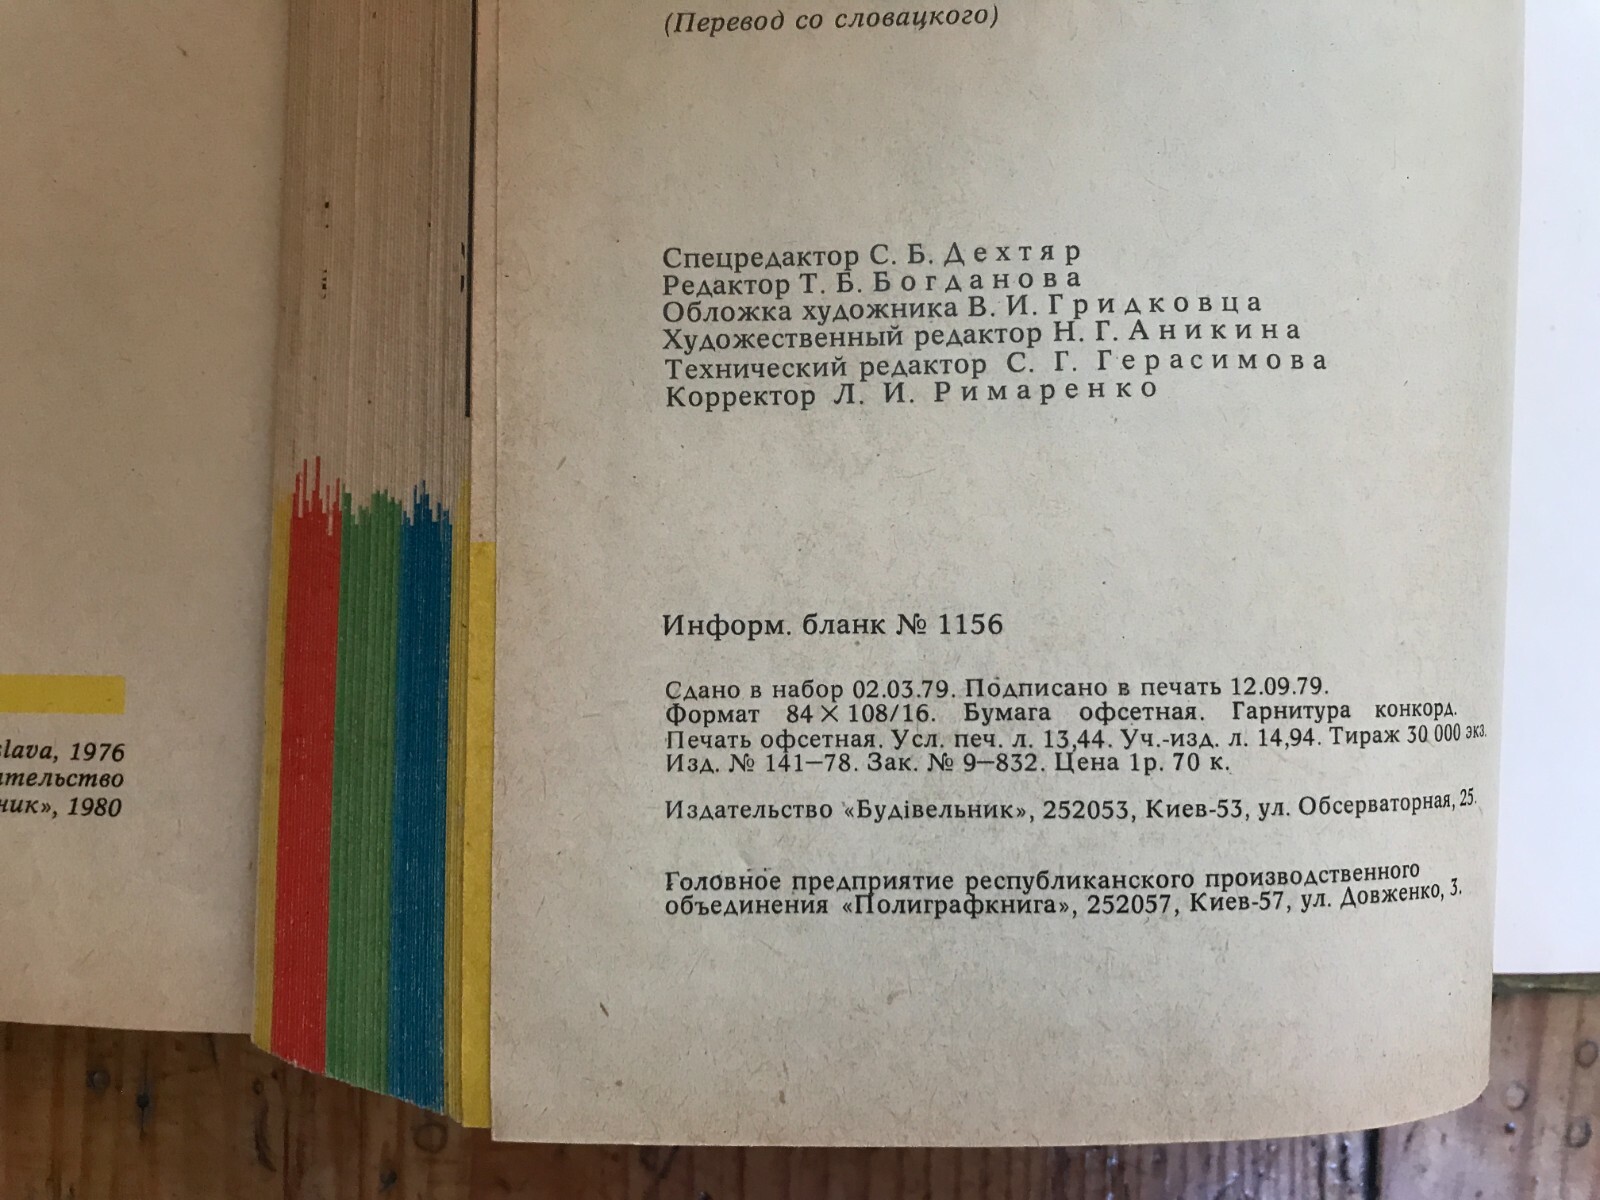 slava, 1976
ательство
ник», 1980
(Перевод со словацкого)
Спецредактор С. Б. Дехтяр
Редактор Т. Б. Богданова
Обложка художника В. И. Гридковца
Художественный редактор Н. Г. Аникина
Технический редактор С. Г. Герасимова
Корректор Л. И. Римаренко
Информ. бланк № 1156
Сдано в набор 02.03.79. Подписано в печать 12.09.79.
Формат 84×108/16. Бумага офсетная. Гарнитура конкорд.
Печать офсетная. Усл. печ. л. 13,44. Уч.-изд. л. 14,94. Тираж 30 000 экз.
Изд. № 141—78. Зак. № 9—832. Цена 1р. 70 к.
Издательство «Будівельник», 252053, Киев-53, ул. Обсерваторная, 25.
Головное предприятие республиканского производственного
объединения «Полиграфкнига», 252057, Киев-57, ул. Довженко, 3.